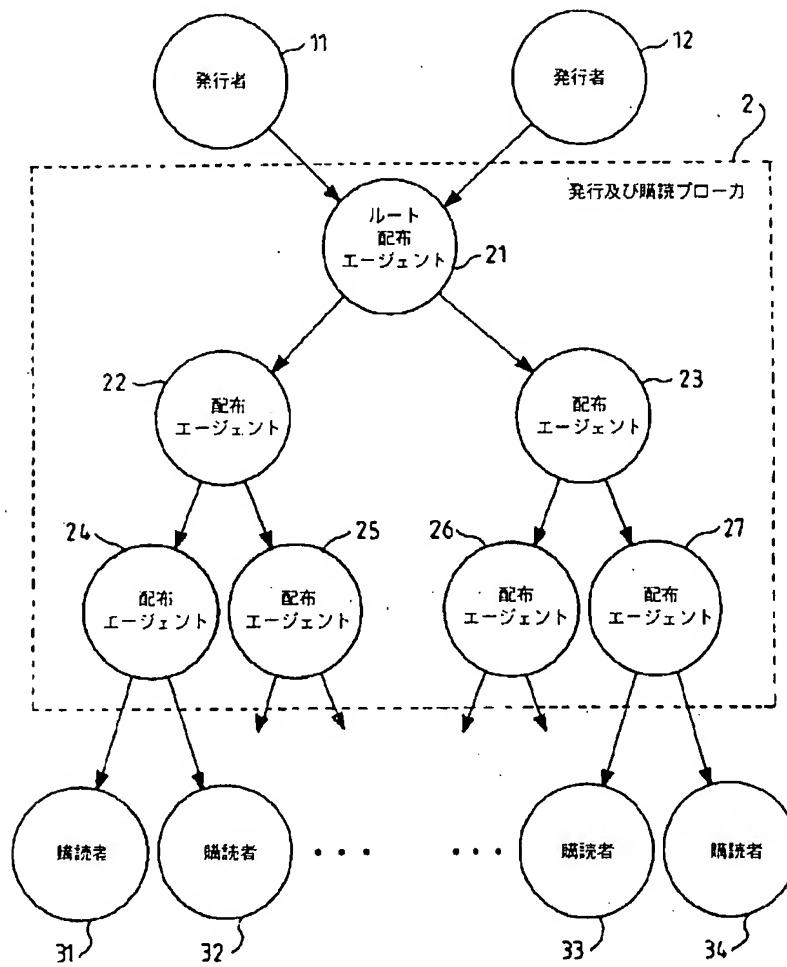 11
12
発行者
発行者
2
発行及び購読ブローカ
ルート
配布
エージェント
21
22
23
配布
エージェント
配布
エージェント
24
25
26
27
配布
エージェント
配布
エージェント
配布
エージェント
配布
エージェント
購読者
購読者
・・・
・・・
購読者
購読者
31
32
33
34